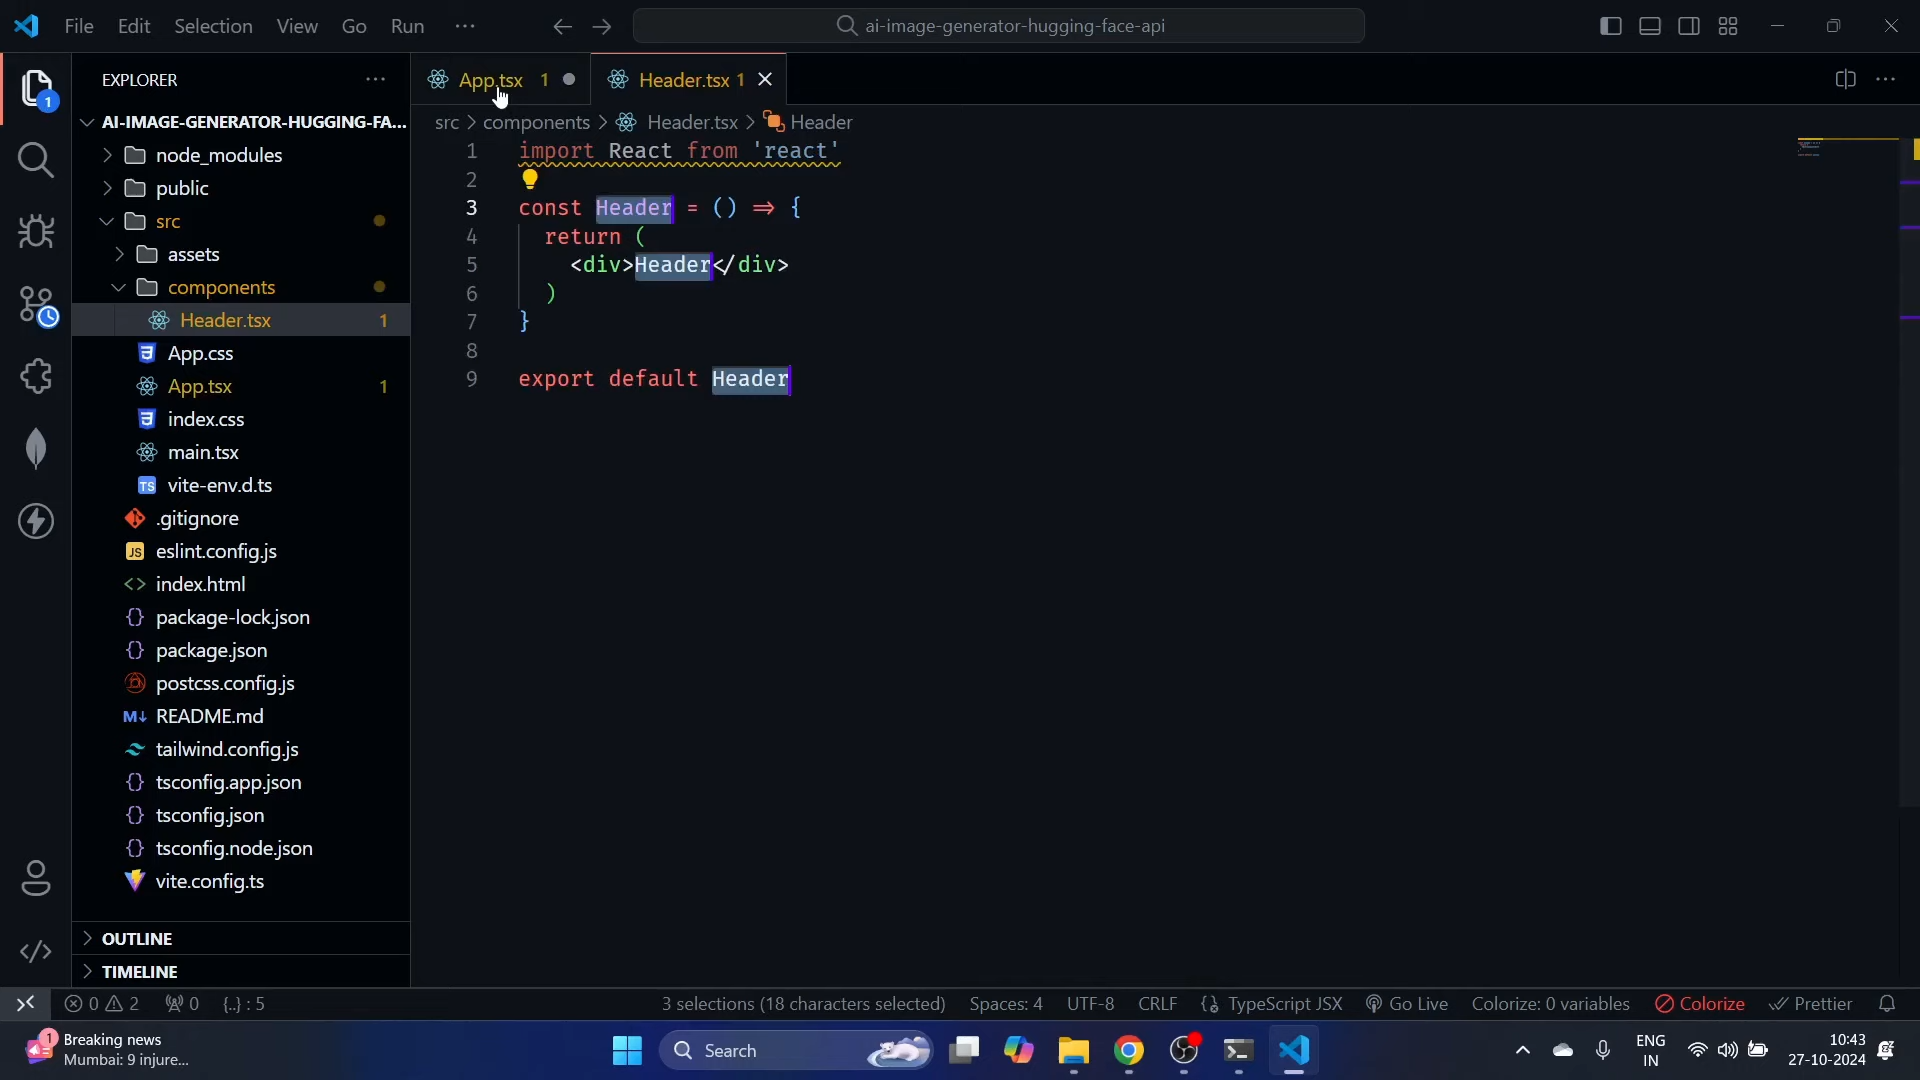 File Edit Selection View Go Run ···
ai-image-generator-hugging-face-api
EXPLORER ···
App.tsx 1
Header.tsx 1
src > components > Header.tsx > Header
1
AI-IMAGE-GENERATOR-HUGGING-FA...
node_modules
public
src
assets
components
Header.tsx 1
App.css
App.tsx 1
index.css
main.tsx
TS vite-env.d.ts
.gitignore
JS eslint.config.js
<> index.html
{} package-lock.json
{} package.json
postcss.config.js
M↓ README.md
tailwind.config.js
{} tsconfig.app.json
{} tsconfig.json
{} tsconfig.node.json
vite.config.ts
OUTLINE
TIMELINE
1 import React from 'react'
2
3 const Header = () => {
4 return (
5 <div>Header</div>
6 )
7 }
8
9 export default Header
0 2 0 {..} : 5
3 selections (18 characters selected) Spaces: 4 UTF-8 CRLF TypeScript JSX Go Live Colorize: 0 variables Colorize Prettier
1 Breaking news
Mumbai: 9 injure...
Search
ENG
IN
10:43
27-10-2024